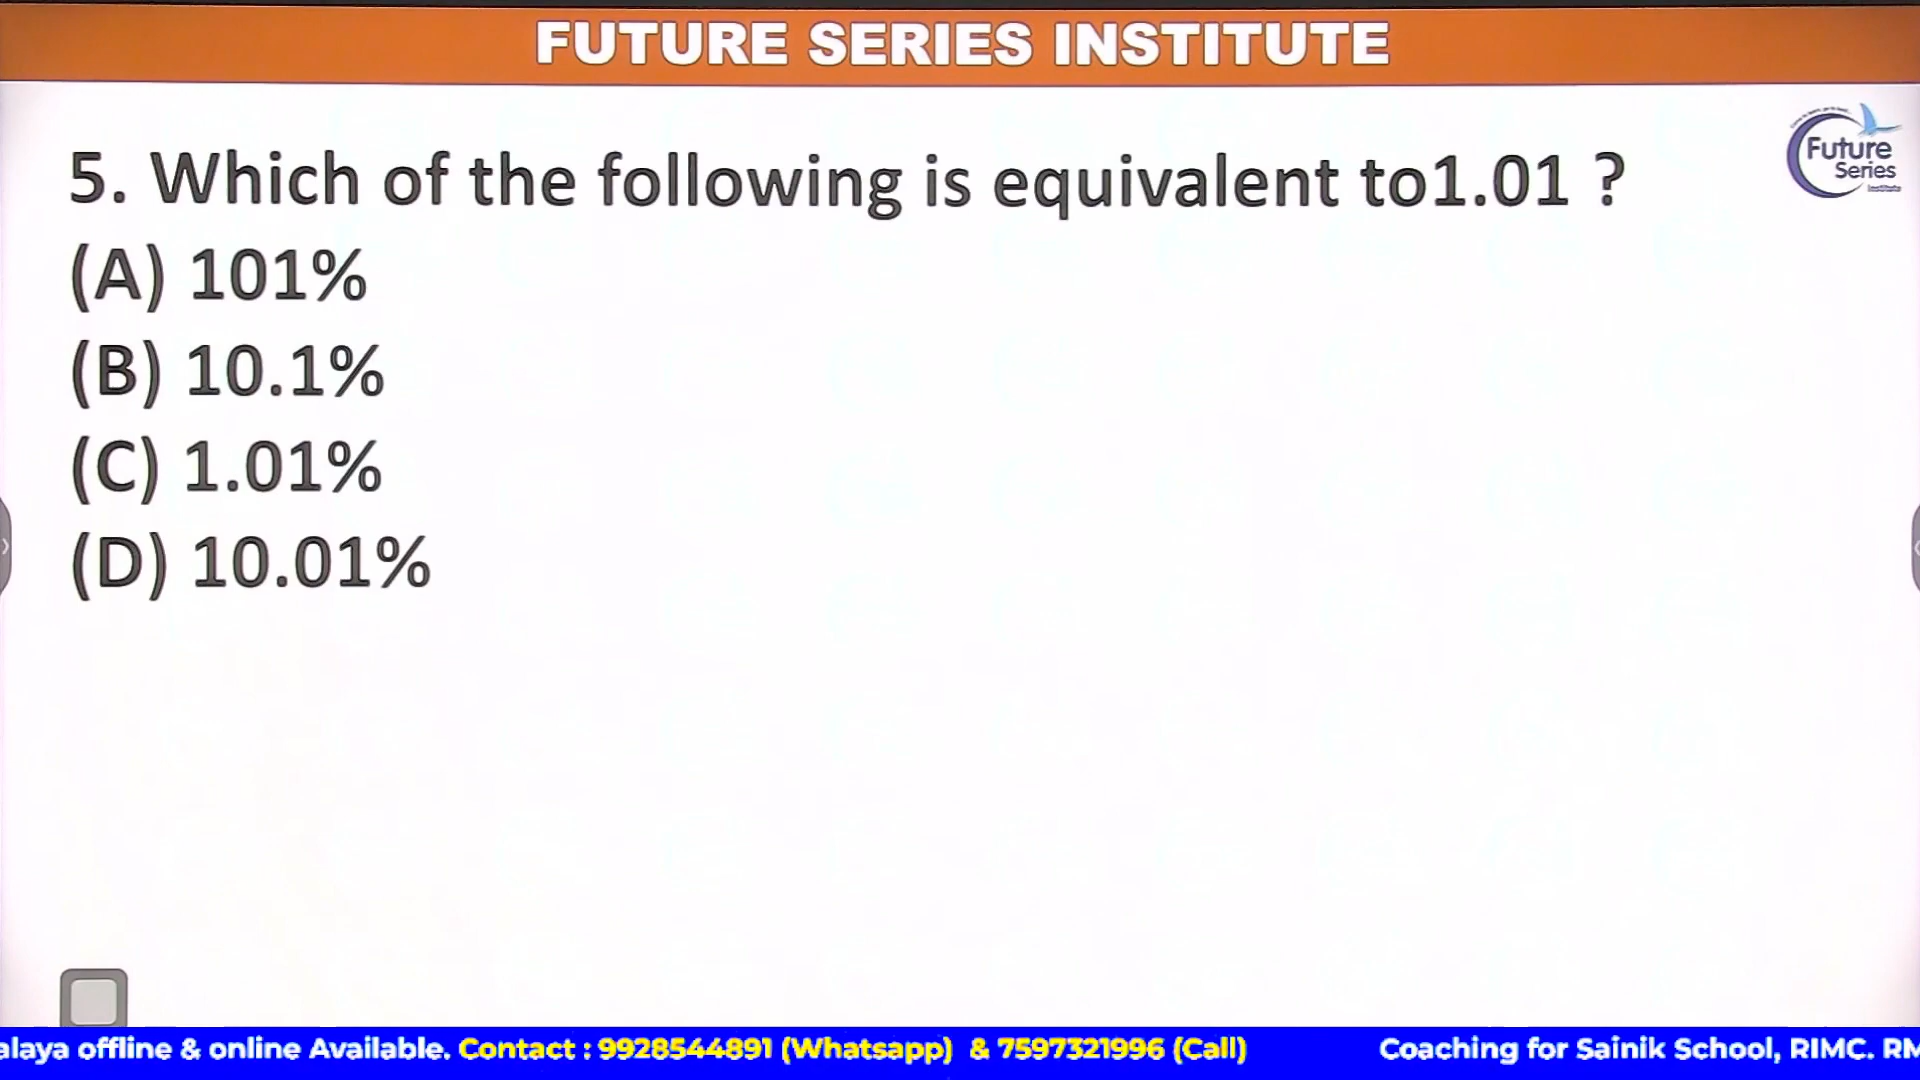 FUTURE SERIES INSTITUTE
5. Which of the following is equivalent to1.01 ?
(A) 101%
(B) 10.1%
(C) 1.01%
(D) 10.01%
Future
Series
Institute
alaya offline & online Available. Contact : 9928544891 (Whatsapp) & 7597321996 (Call) Coaching for Sainik School, RIMC. RM